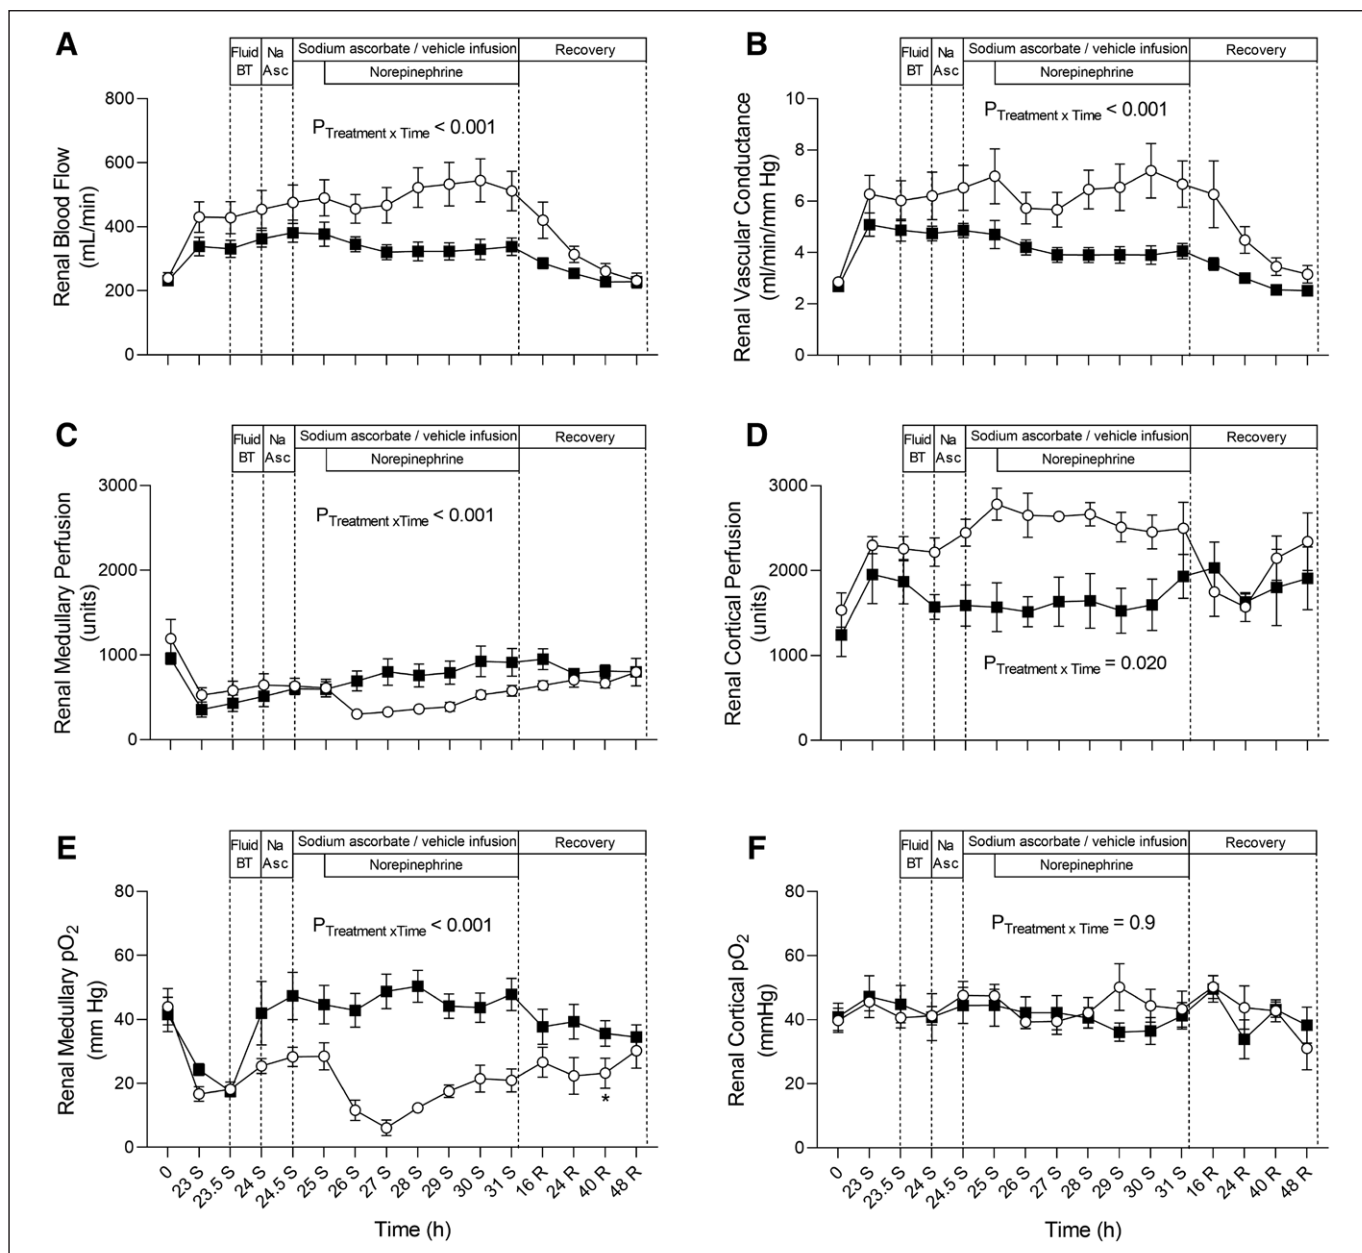 A
Fluid BT
Na Asc
Sodium ascorbate / vehicle infusion
Recovery
Norepinephrine
P Treatment x Time < 0.001
Renal Blood Flow
(mL/min)
800
600
400
200
0
B
Fluid BT
Na Asc
Sodium ascorbate / vehicle infusion
Recovery
Norepinephrine
P Treatment x Time < 0.001
Renal Vascular Conductance
(ml/min/mm Hg)
10
8
6
4
2
0
C
Fluid BT
Na Asc
Sodium ascorbate / vehicle infusion
Recovery
Norepinephrine
P Treatment xTime < 0.001
Renal Medullary Perfusion
(units)
3000
2000
1000
0
D
Fluid BT
Na Asc
Sodium ascorbate / vehicle infusion
Recovery
Norepinephrine
P Treatment x Time = 0.020
Renal Cortical Perfusion
(units)
3000
2000
1000
0
E
Fluid BT
Na Asc
Sodium ascorbate / vehicle infusion
Recovery
Norepinephrine
P Treatment xTime < 0.001
Renal Medullary pO2
(mm Hg)
80
60
40
20
0
*
0
23 S
23.5 S
24 S
24.5 S
25 S
26 S
27 S
28 S
29 S
30 S
31 S
16 R
24 R
40 R
48 R
Time (h)
F
Fluid BT
Na Asc
Sodium ascorbate / vehicle infusion
Recovery
Norepinephrine
P Treatment x Time = 0.9
Renal Cortical pO2
(mmHg)
80
60
40
20
0
0
23 S
23.5 S
24 S
24.5 S
25 S
26 S
27 S
28 S
29 S
30 S
31 S
16 R
24 R
40 R
48 R
Time (h)